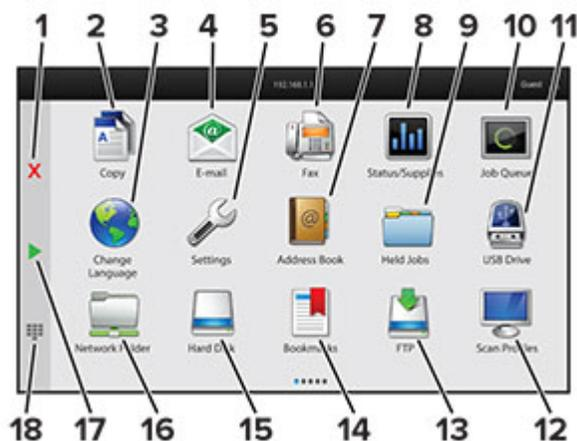 1 2 3 4 5 6 7 8 9 10 11
192.168.1.1 Guest
X
Copy E-mail Fax Status/Supplies Job Queue
Change Language Settings Address Book Held Jobs USB Drive
Network Folder Hard Disk Bookmarks FTP Scan Profiles
18 17 16 15 14 13 12